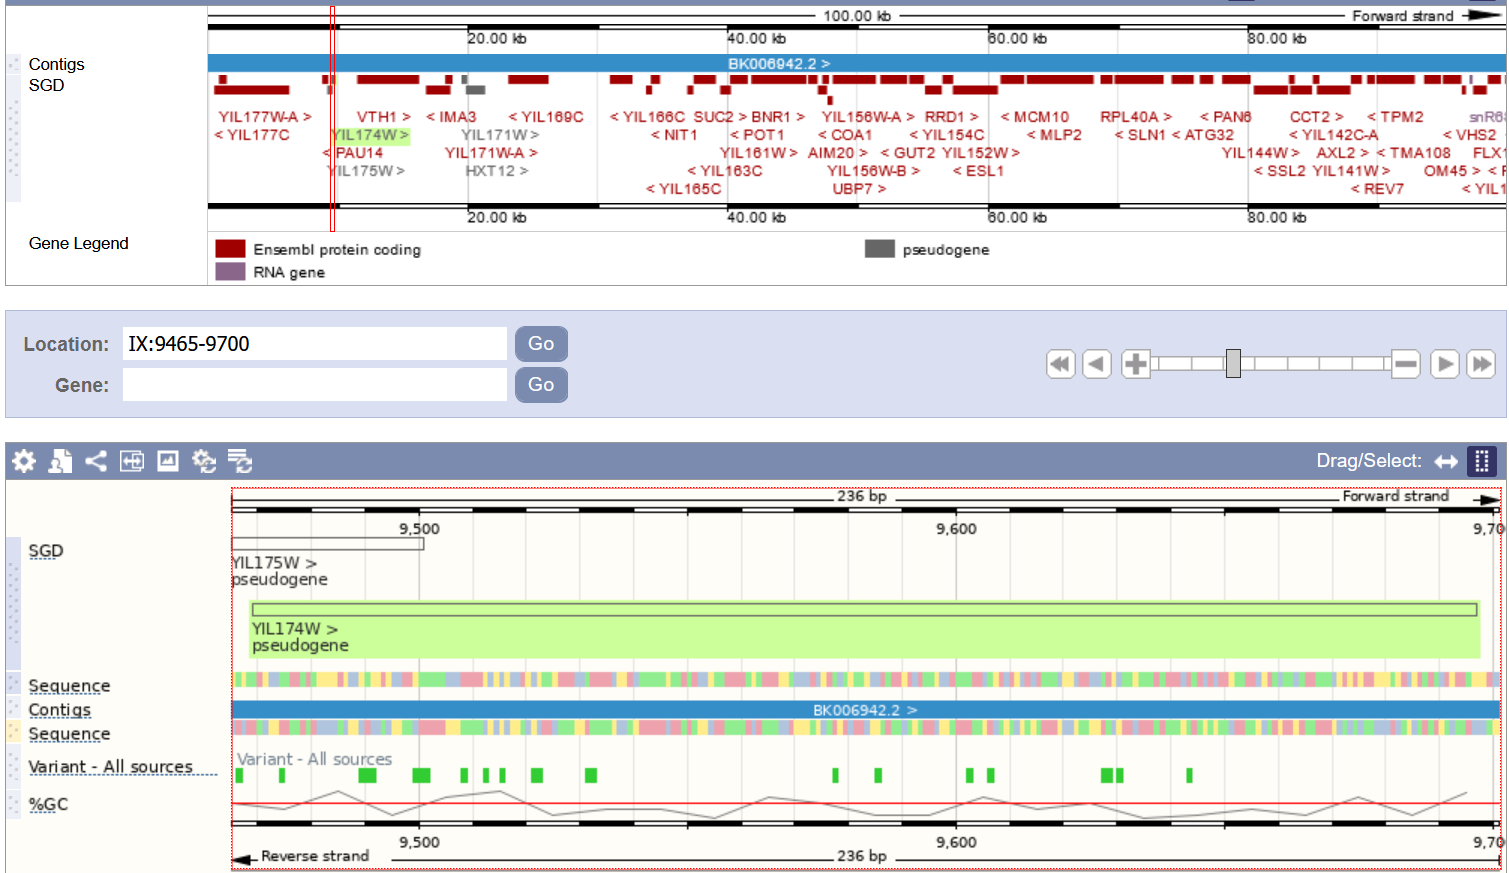 100.00 kb Forward strand
20.00 kb 40.00 kb 60.00 kb 80.00 kb
Contigs BK006942.2 >
SGD
YIL177W-A > VTH1 > < IMA3 < YIL169C < YIL166C SUC2 > BNR1 > YIL156W-A > RRD1 > < MCM10 RPL40A > < PAN6 CCT2 > < TPM2
< YIL177C YIL174W > YIL171W > < NIT1 < POT1 < COA1 < YIL154C < MLP2 < SLN1 < ATG32 < YIL142C-A < VHS2
< PAU14 YIL171W-A > YIL161W > AIM20 > < GUT2 YIL152W > YIL144W > AXL2 > < TMA108
YIL175W > HXT12 > < YIL163C YIL156W-B > < ESL1 < SSL2 YIL141W > OM45 >
< YIL165C UBP7 > < REV7
20.00 kb 40.00 kb 60.00 kb 80.00 kb
Gene Legend
Ensembl protein coding pseudogene
RNA gene
Location: IX:9465-9700 Go
Gene: Go
Drag/Select:
236 bp Forward strand
9,500 9,600 9,70
SGD
YIL175W >
pseudogene
YIL174W >
pseudogene
Sequence
Contigs BK006942.2 >
Sequence
Variant - All sources Variant - All sources
%GC
9,500 9,600 9,70
Reverse strand 236 bp